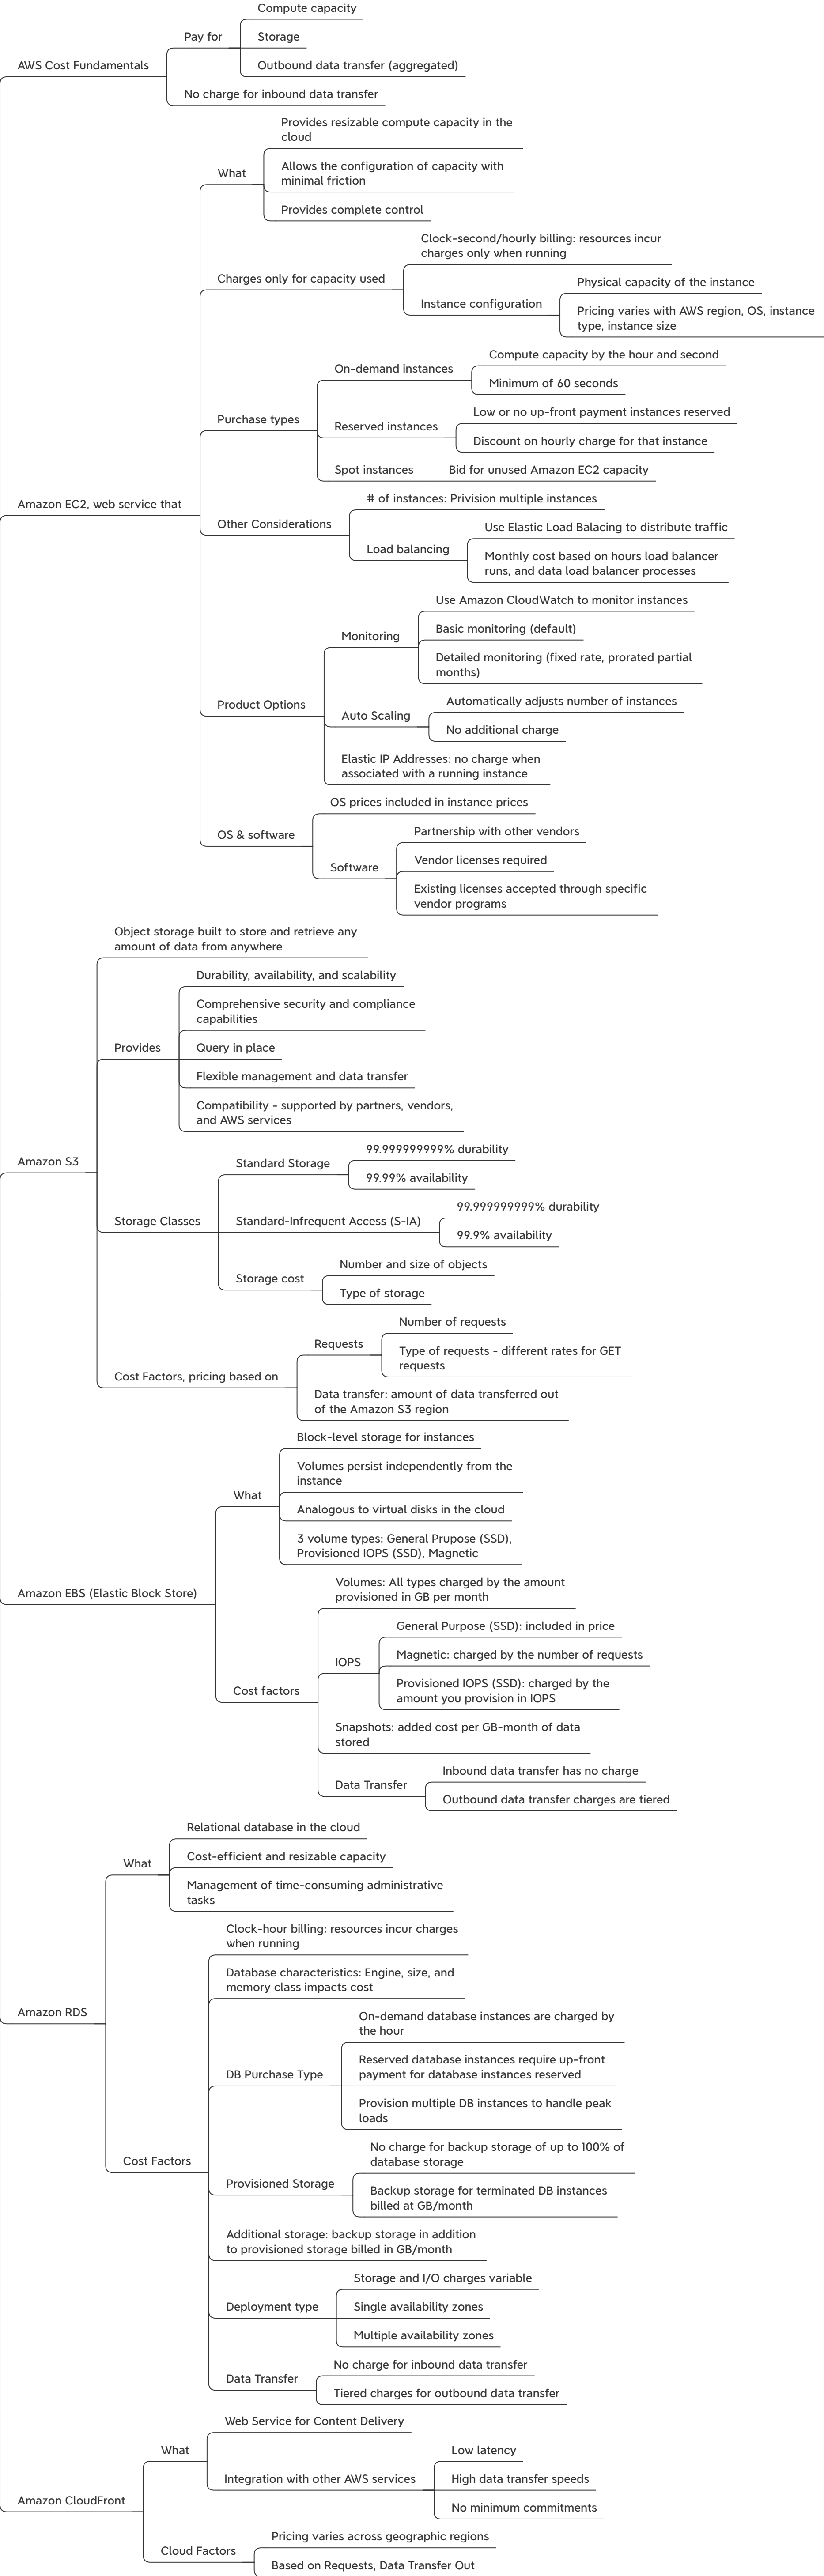 AWS Cost Fundamentals
Pay for
Compute capacity
Storage
Outbound data transfer (aggregated)
No charge for inbound data transfer
Amazon EC2, web service that
What
Provides resizable compute capacity in the
cloud
Allows the configuration of capacity with
minimal friction
Provides complete control
Charges only for capacity used
Clock-second/hourly billing: resources incur
charges only when running
Instance configuration
Physical capacity of the instance
Pricing varies with AWS region, OS, instance
type, instance size
Purchase types
On-demand instances
Compute capacity by the hour and second
Minimum of 60 seconds
Reserved instances
Low or no up-front payment instances reserved
Discount on hourly charge for that instance
Spot instances
Bid for unused Amazon EC2 capacity
Other Considerations
# of instances: Privision multiple instances
Load balancing
Use Elastic Load Balacing to distribute traffic
Monthly cost based on hours load balancer
runs, and data load balancer processes
Product Options
Monitoring
Use Amazon CloudWatch to monitor instances
Basic monitoring (default)
Detailed monitoring (fixed rate, prorated partial
months)
Auto Scaling
Automatically adjusts number of instances
No additional charge
Elastic IP Addresses: no charge when
associated with a running instance
OS & software
OS prices included in instance prices
Software
Partnership with other vendors
Vendor licenses required
Existing licenses accepted through specific
vendor programs
Amazon S3
Object storage built to store and retrieve any
amount of data from anywhere
Provides
Durability, availability, and scalability
Comprehensive security and compliance
capabilities
Query in place
Flexible management and data transfer
Compatibility - supported by partners, vendors,
and AWS services
Storage Classes
Standard Storage
99.999999999% durability
99.99% availability
Standard-Infrequent Access (S-IA)
99.999999999% durability
99.9% availability
Storage cost
Number and size of objects
Type of storage
Cost Factors, pricing based on
Requests
Number of requests
Type of requests - different rates for GET
requests
Data transfer: amount of data transferred out
of the Amazon S3 region
Amazon EBS (Elastic Block Store)
What
Block-level storage for instances
Volumes persist independently from the
instance
Analogous to virtual disks in the cloud
3 volume types: General Prupose (SSD),
Provisioned IOPS (SSD), Magnetic
Cost factors
Volumes: All types charged by the amount
provisioned in GB per month
IOPS
General Purpose (SSD): included in price
Magnetic: charged by the number of requests
Provisioned IOPS (SSD): charged by the
amount you provision in IOPS
Snapshots: added cost per GB-month of data
stored
Data Transfer
Inbound data transfer has no charge
Outbound data transfer charges are tiered
Amazon RDS
What
Relational database in the cloud
Cost-efficient and resizable capacity
Management of time-consuming administrative
tasks
Cost Factors
Clock-hour billing: resources incur charges
when running
Database characteristics: Engine, size, and
memory class impacts cost
DB Purchase Type
On-demand database instances are charged by
the hour
Reserved database instances require up-front
payment for database instances reserved
Provision multiple DB instances to handle peak
loads
Provisioned Storage
No charge for backup storage of up to 100% of
database storage
Backup storage for terminated DB instances
billed at GB/month
Additional storage: backup storage in addition
to provisioned storage billed in GB/month
Deployment type
Storage and I/O charges variable
Single availability zones
Multiple availability zones
Data Transfer
No charge for inbound data transfer
Tiered charges for outbound data transfer
Amazon CloudFront
What
Web Service for Content Delivery
Integration with other AWS services
Low latency
High data transfer speeds
No minimum commitments
Cloud Factors
Pricing varies across geographic regions
Based on Requests, Data Transfer Out